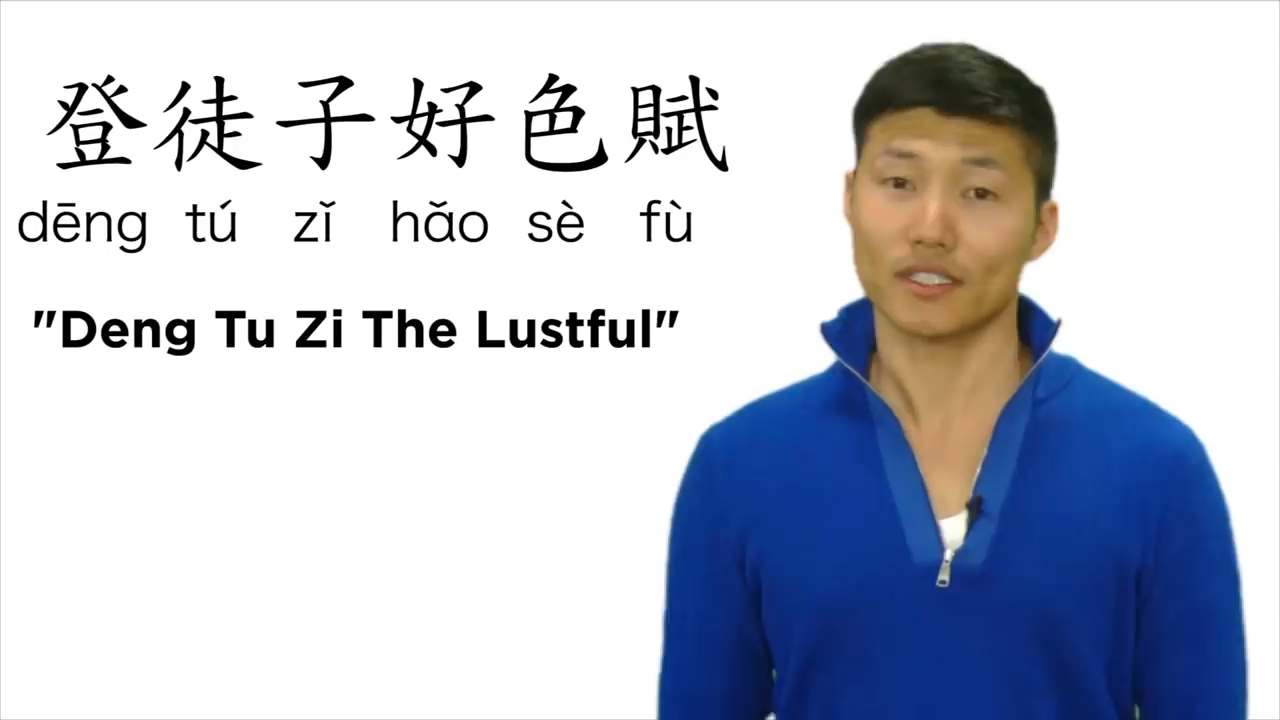 登徒子好色賦
dēng tú zǐ hǎo sè fù
"Deng Tu Zi The Lustful"